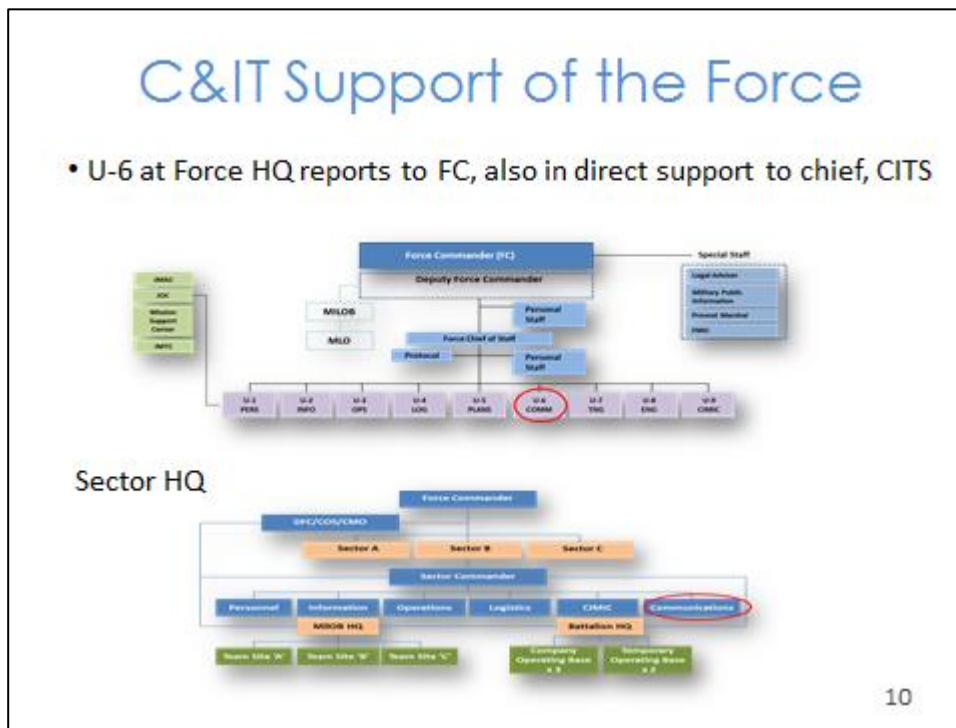 C&IT Support of the Force
• U-6 at Force HQ reports to FC, also in direct support to chief, CITS
Force Commander (FC)
Deputy Force Commander
Special Staff
Legal Advisor
Military Public
Information
Provost Marshal
JMAC
JOC
Mission
Support
Center
MILOB
MLO
Personal
Staff
Force Chief of Staff
Protocol
Personal
Staff
U-1
PERS
U-2
INFO
U-3
OPS
U-4
LOG
U-5
PLANS
U-6
COMM
U-7
TNG
U-8
ENG
U-9
CIMIC
Sector HQ
Force Commander
DFC/COS/CMO
Sector A
Sector B
Sector C
Sector Commander
Personnel
Information
Operations
Logistics
CIMIC
Communications
MILOB HQ
Battalion HQ
Team Site 'A'
Team Site 'B'
Team Site 'C'
Company
Operating Base
x 3
Temporary
Operating Base
x 2
10